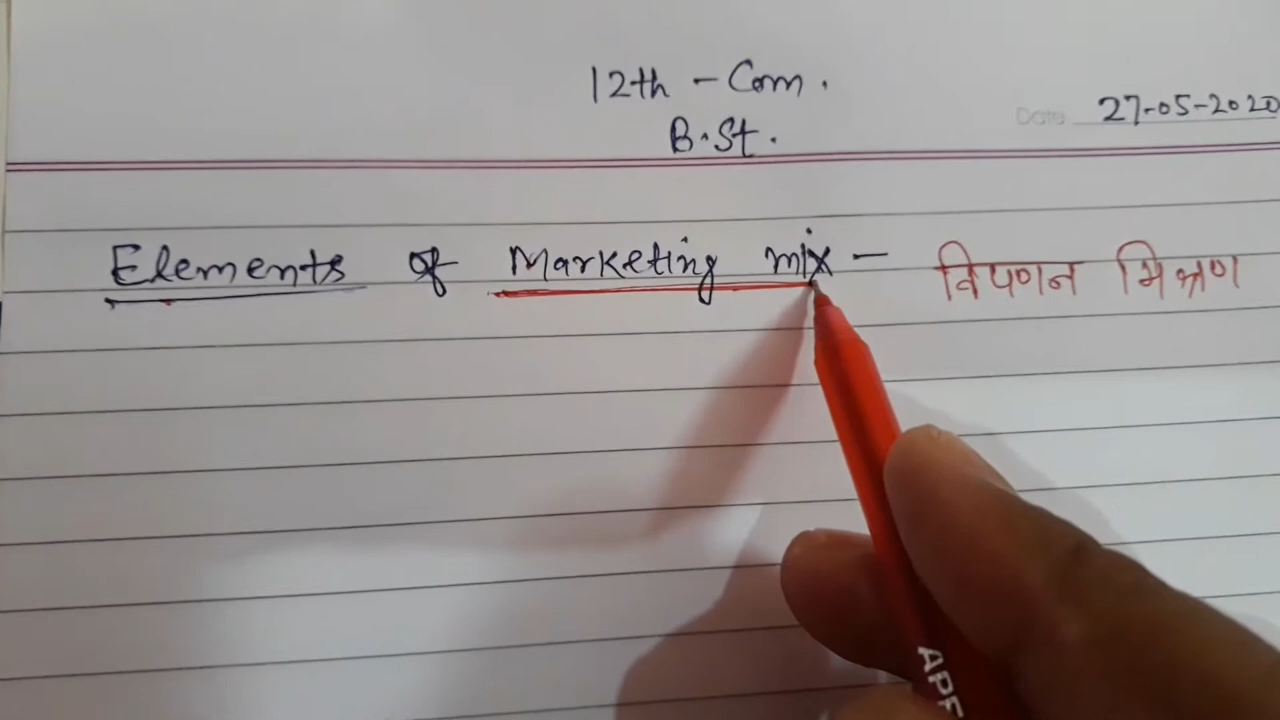 12th - Com.
B.St.
Date 27-05-2020
Elements of Marketing mix - विपणन मिश्रण